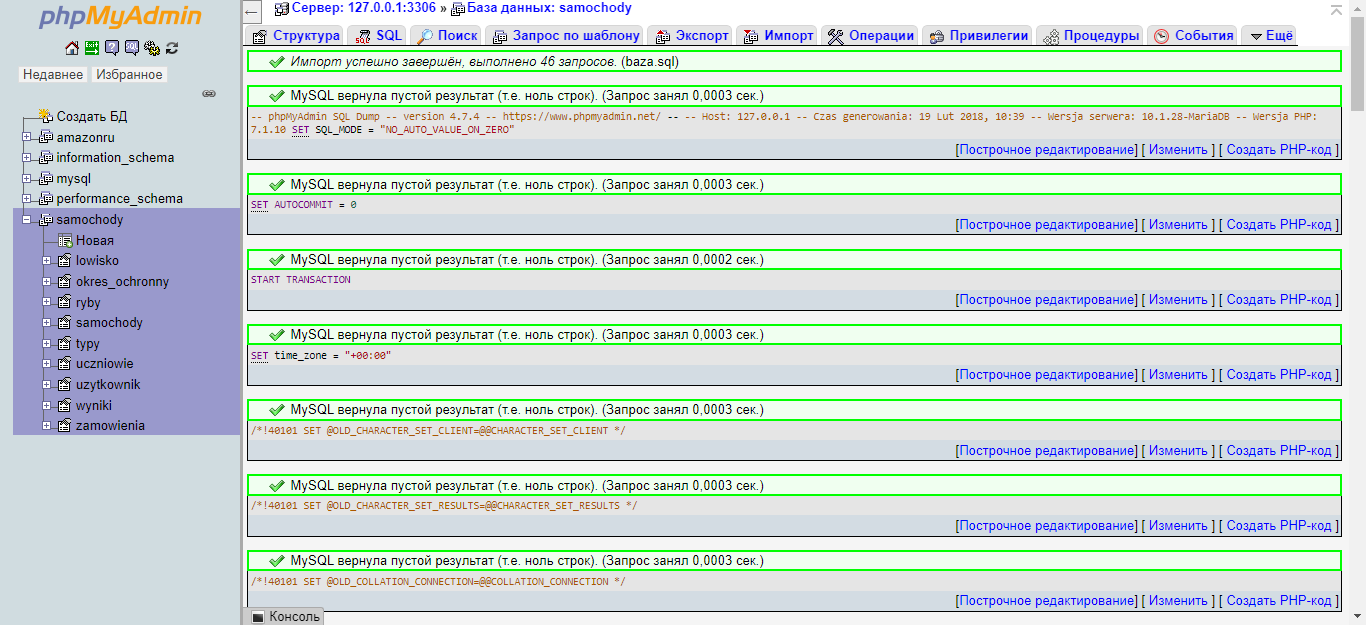 phpMyAdmin
Недавнее Избранное
Создать БД
amazonru
information_schema
mysql
performance_schema
samochody
Новая
lowisko
okres_ochronny
ryby
samochody
typy
uczniowie
uzytkownik
wyniki
zamowienia
Сервер: 127.0.0.1:3306 » База данных: samochody
Структура SQL Поиск Запрос по шаблону Экспорт Импорт Операции Привилегии Процедуры События Ещё
Импорт успешно завершён, выполнено 46 запросов. (baza.sql)
MySQL вернула пустой результат (т.е. ноль строк). (Запрос занял 0,0003 сек.)
-- phpMyAdmin SQL Dump -- version 4.7.4 -- https://www.phpmyadmin.net/ -- -- Host: 127.0.0.1 -- Czas generowania: 19 Lut 2018, 10:39 -- Wersja serwera: 10.1.28-MariaDB -- Wersja PHP:
7.1.10 SET SQL_MODE = "NO_AUTO_VALUE_ON_ZERO"
[Построчное редактирование] [ Изменить ] [ Создать PHP-код ]
MySQL вернула пустой результат (т.е. ноль строк). (Запрос занял 0,0003 сек.)
SET AUTOCOMMIT = 0
[Построчное редактирование] [ Изменить ] [ Создать PHP-код ]
MySQL вернула пустой результат (т.е. ноль строк). (Запрос занял 0,0002 сек.)
START TRANSACTION
[Построчное редактирование] [ Изменить ] [ Создать PHP-код ]
MySQL вернула пустой результат (т.е. ноль строк). (Запрос занял 0,0003 сек.)
SET time_zone = "+00:00"
[Построчное редактирование] [ Изменить ] [ Создать PHP-код ]
MySQL вернула пустой результат (т.е. ноль строк). (Запрос занял 0,0003 сек.)
/*!40101 SET @OLD_CHARACTER_SET_CLIENT=@@CHARACTER_SET_CLIENT */
[Построчное редактирование] [ Изменить ] [ Создать PHP-код ]
MySQL вернула пустой результат (т.е. ноль строк). (Запрос занял 0,0003 сек.)
/*!40101 SET @OLD_CHARACTER_SET_RESULTS=@@CHARACTER_SET_RESULTS */
[Построчное редактирование] [ Изменить ] [ Создать PHP-код ]
MySQL вернула пустой результат (т.е. ноль строк). (Запрос занял 0,0003 сек.)
/*!40101 SET @OLD_COLLATION_CONNECTION=@@COLLATION_CONNECTION */
[Построчное редактирование] [ Изменить ] [ Создать PHP-код ]
Консоль